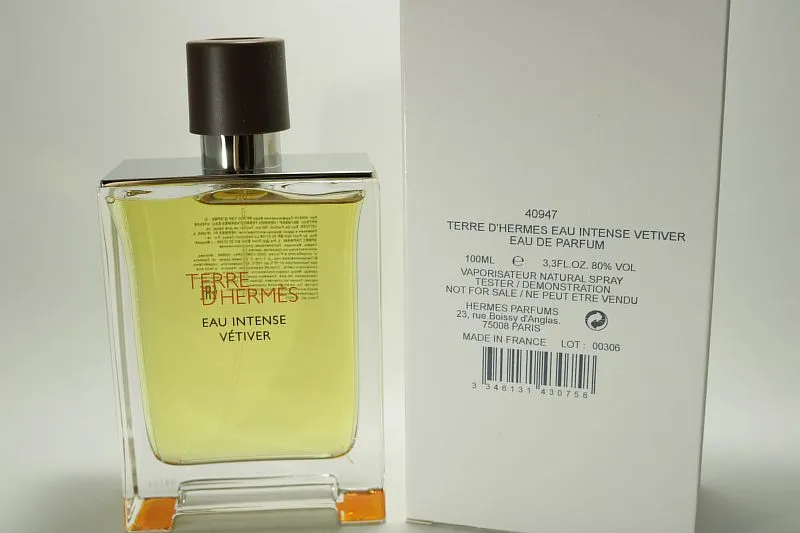 TERRE
D'HERMES
EAU INTENSE
VÉTIVER
40947
TERRE D'HERMES EAU INTENSE VETIVER
EAU DE PARFUM
100ML ℮ 3,3FL.OZ. 80% VOL
VAPORISATEUR NATURAL SPRAY
TESTER / DEMONSTRATION
NOT FOR SALE / NE PEUT ETRE VENDU
HERMES PARFUMS
23, rue Boissy d'Anglas.
75008 PARIS
MADE IN FRANCE LOT : 00306
3 346131 430758